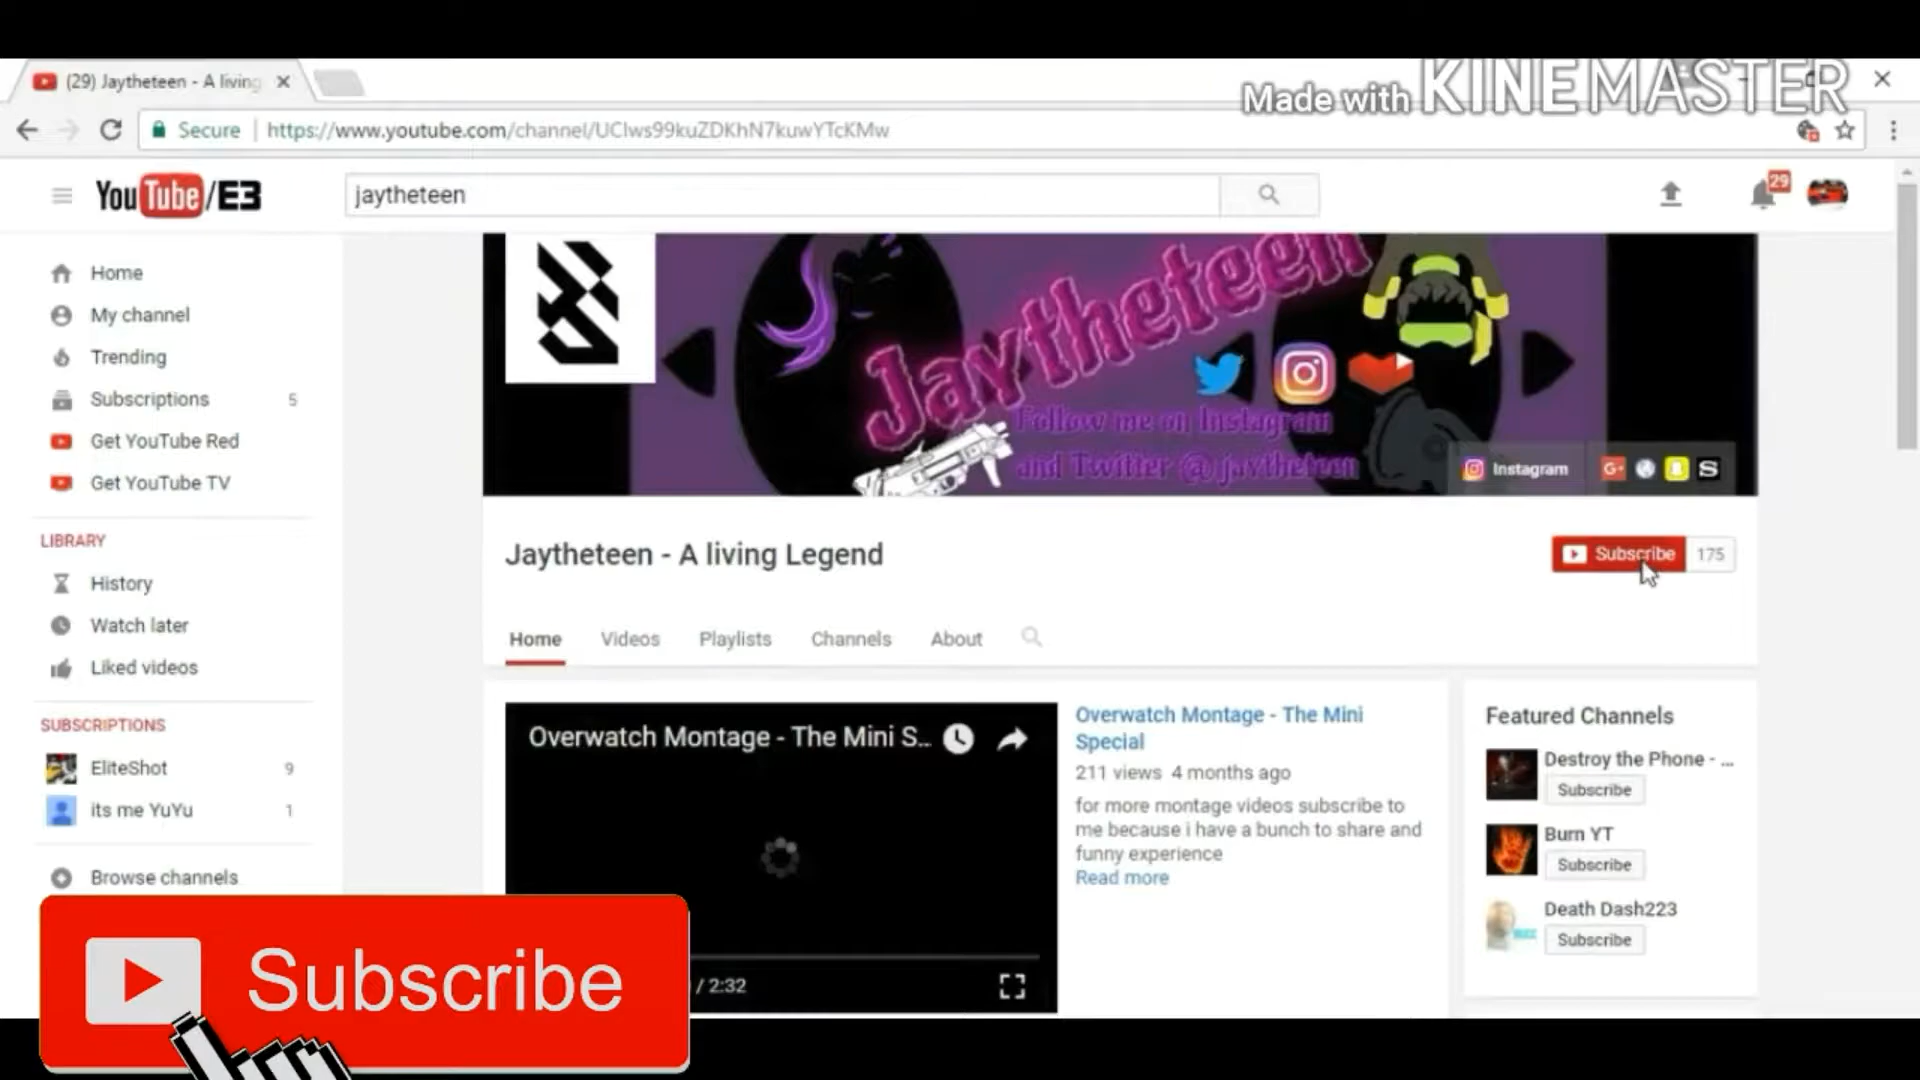 Made with KINEMASTER
(29) Jaytheteen - A living
Secure
https://www.youtube.com/channel/UClws99kuZDKhN7kuwYTcKMw
YouTube/E3
jaytheteen
29
Home
My channel
Trending
Subscriptions 5
Get YouTube Red
Get YouTube TV
LIBRARY
History
Watch later
Liked videos
SUBSCRIPTIONS
EliteShot 9
its me YuYu 1
Browse channels
Jaytheteen
Follow me on Instagram
and Twitter @jaytheteen
Instagram
G+
S
Jaytheteen - A living Legend
Subscribe 175
Home Videos Playlists Channels About
Overwatch Montage - The Mini S...
/ 2:32
Overwatch Montage - The Mini
Special
211 views 4 months ago
for more montage videos subscribe to
me because i have a bunch to share and
funny experience
Read more
Featured Channels
Destroy the Phone - ...
Subscribe
Burn YT
Subscribe
Death Dash223
Subscribe
Subscribe